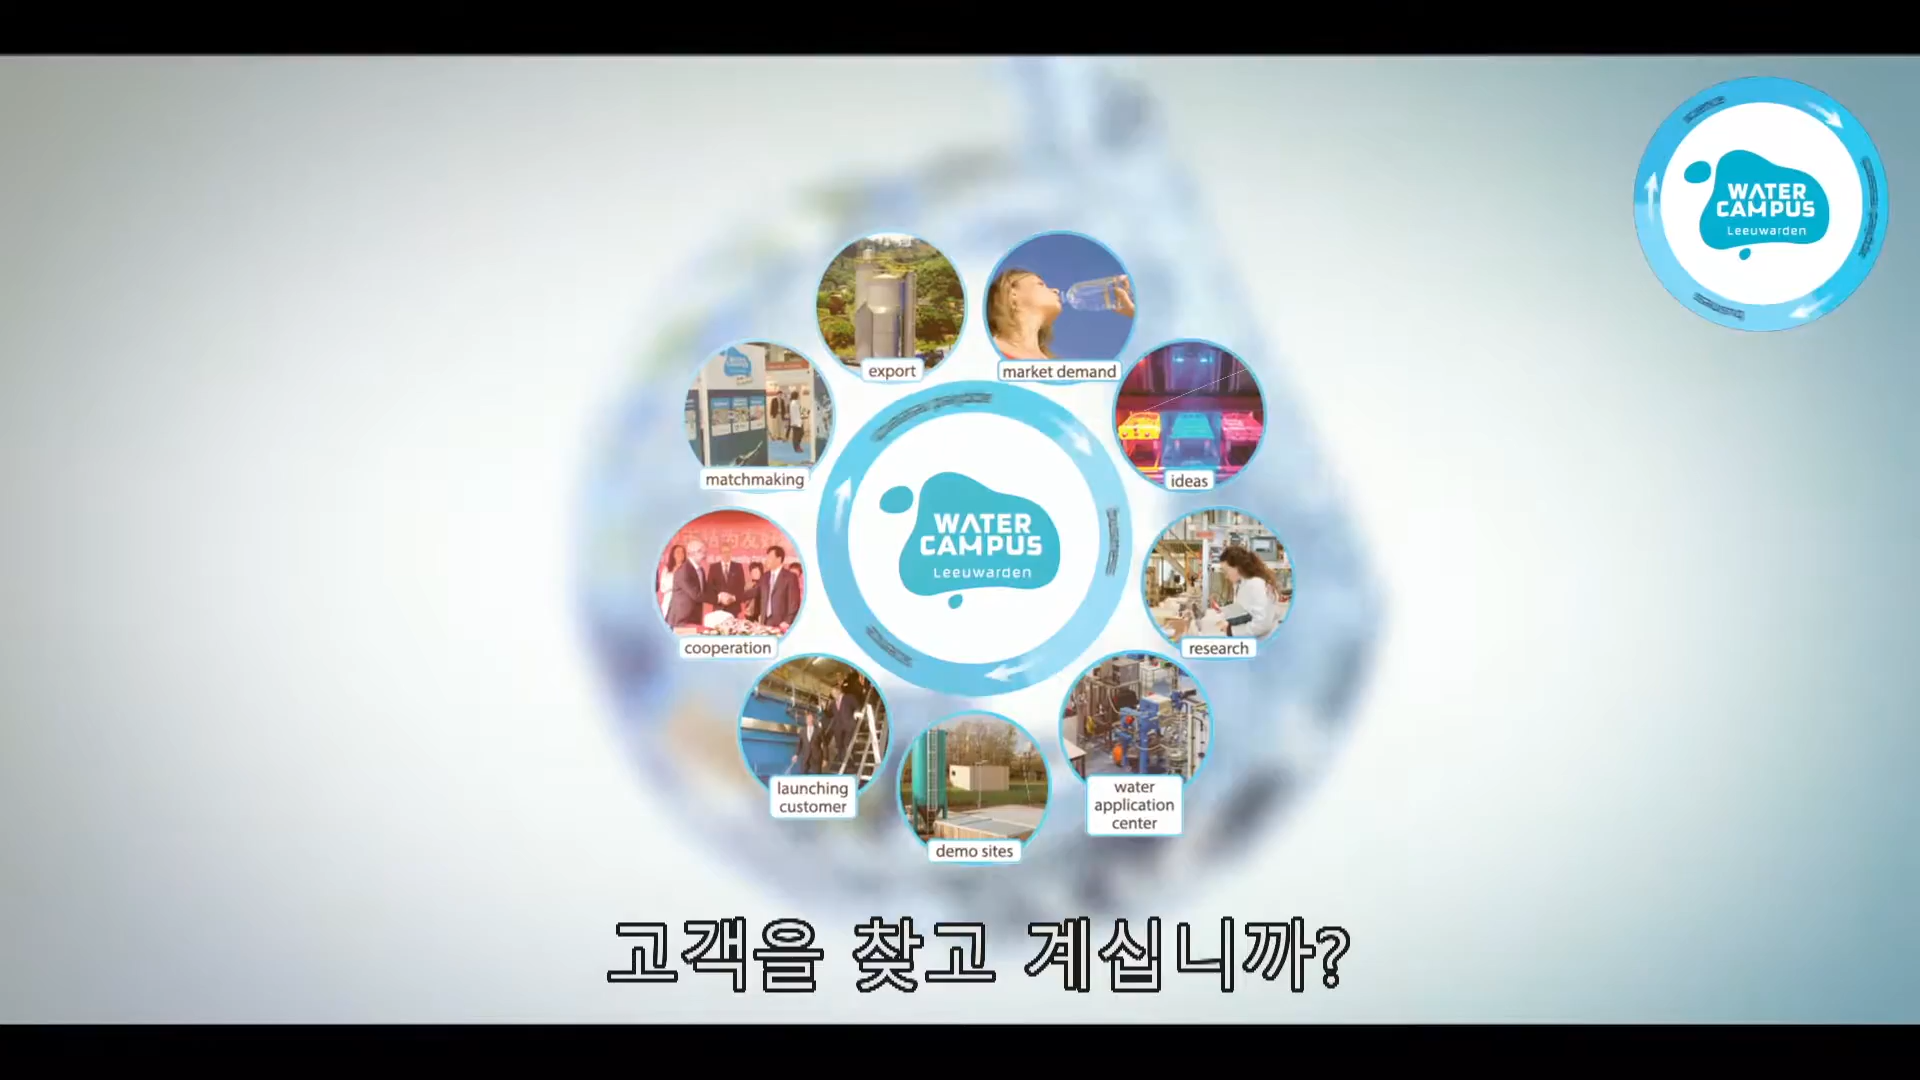 WATER
CAMPUS
Leeuwarden
export
market demand
matchmaking
ideas
WATER
CAMPUS
Leeuwarden
cooperation
research
launching
customer
water
application
center
demo sites
고객을 찾고 계십니까?